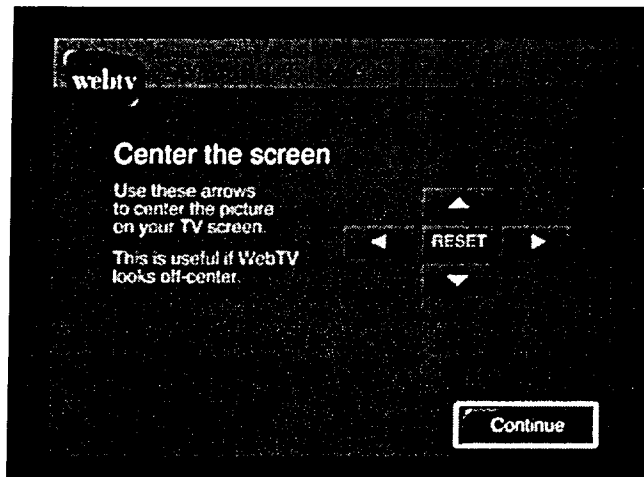 webtv
Center the screen
Use these arrows
to center the picture
on your TV screen.
This is useful if WebTV
looks off-center.
RESET
Continue